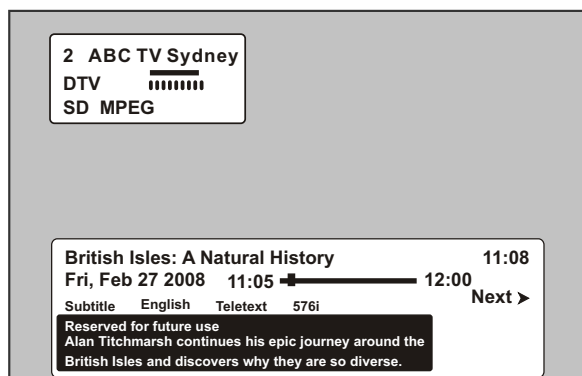 2 ABC TV Sydney
DTV
SD MPEG
British Isles: A Natural History 11:08
Fri, Feb 27 2008 11:05 12:00
Subtitle English Teletext 576i Next ➤
Reserved for future use
Alan Titchmarsh continues his epic journey around the
British Isles and discovers why they are so diverse.